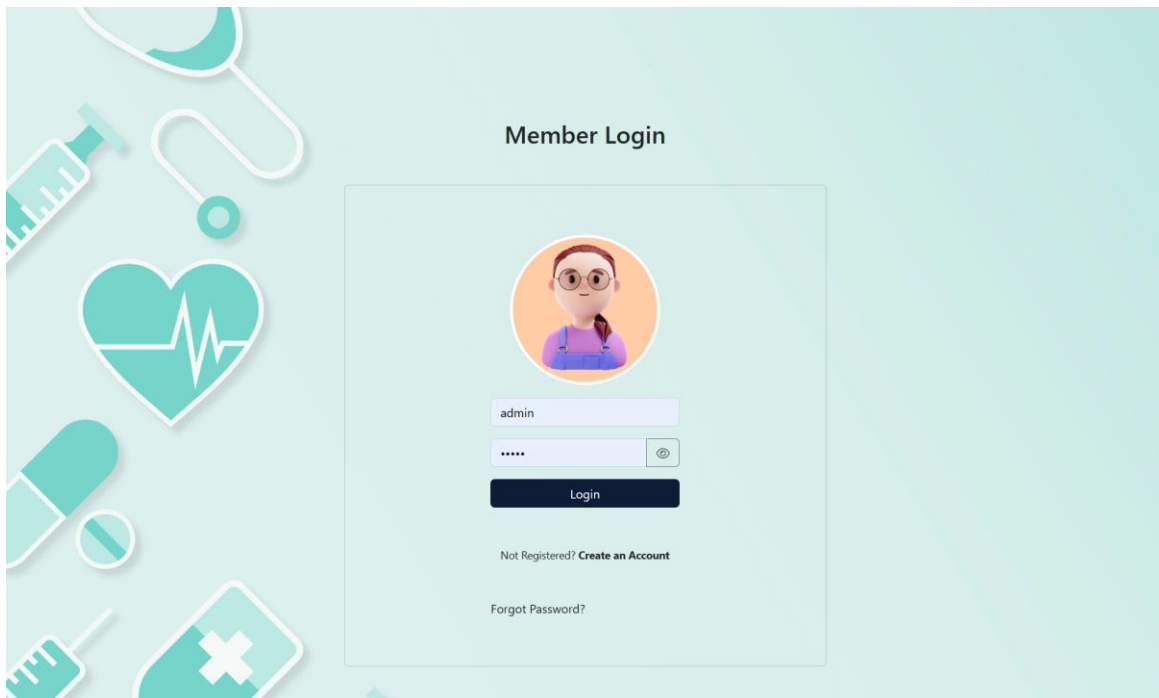 Member Login
admin
•••••
Login
Not Registered? Create an Account
Forgot Password?